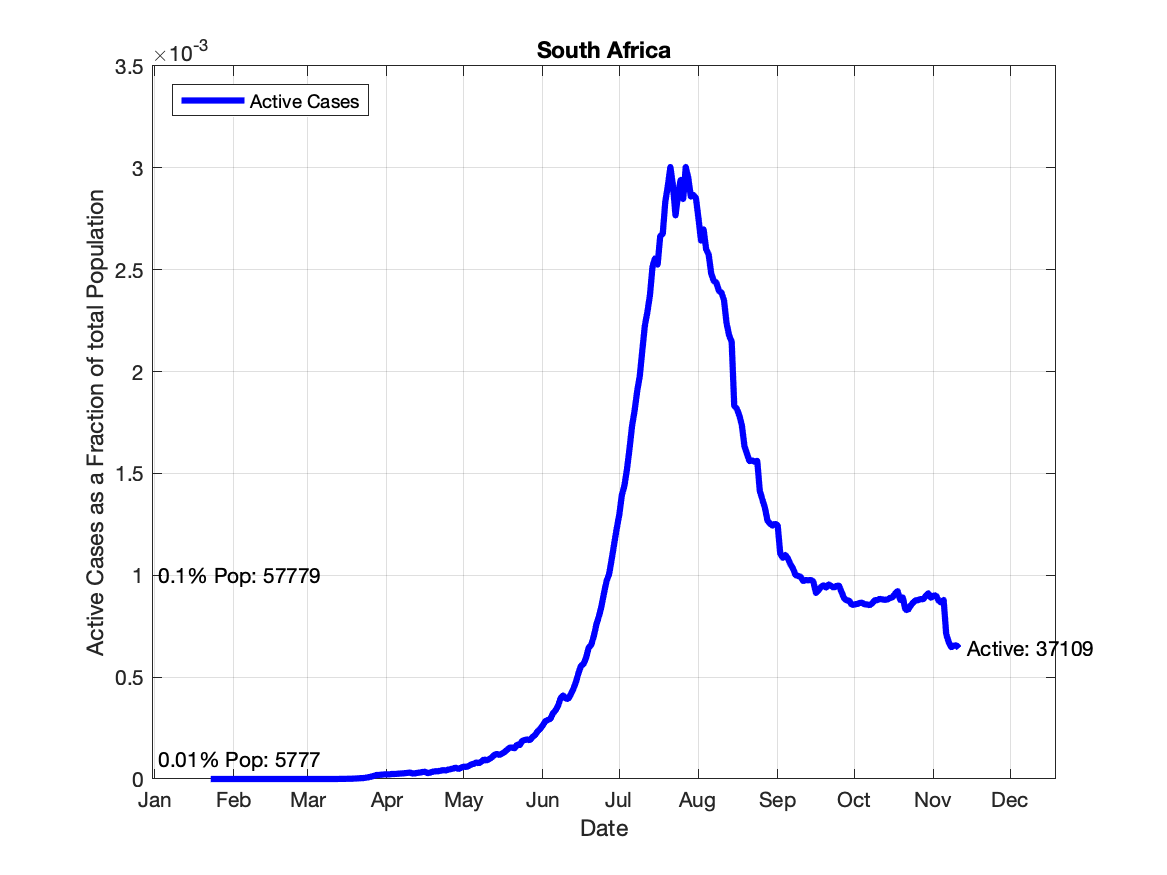 South Africa
×10-3
Active Cases
3.5
3
2.5
2
1.5
1
0.5
0
Active Cases as a Fraction of total Population
0.1% Pop: 57779
0.01% Pop: 5777
Active: 37109
Jan Feb Mar Apr May Jun Jul Aug Sep Oct Nov Dec
Date